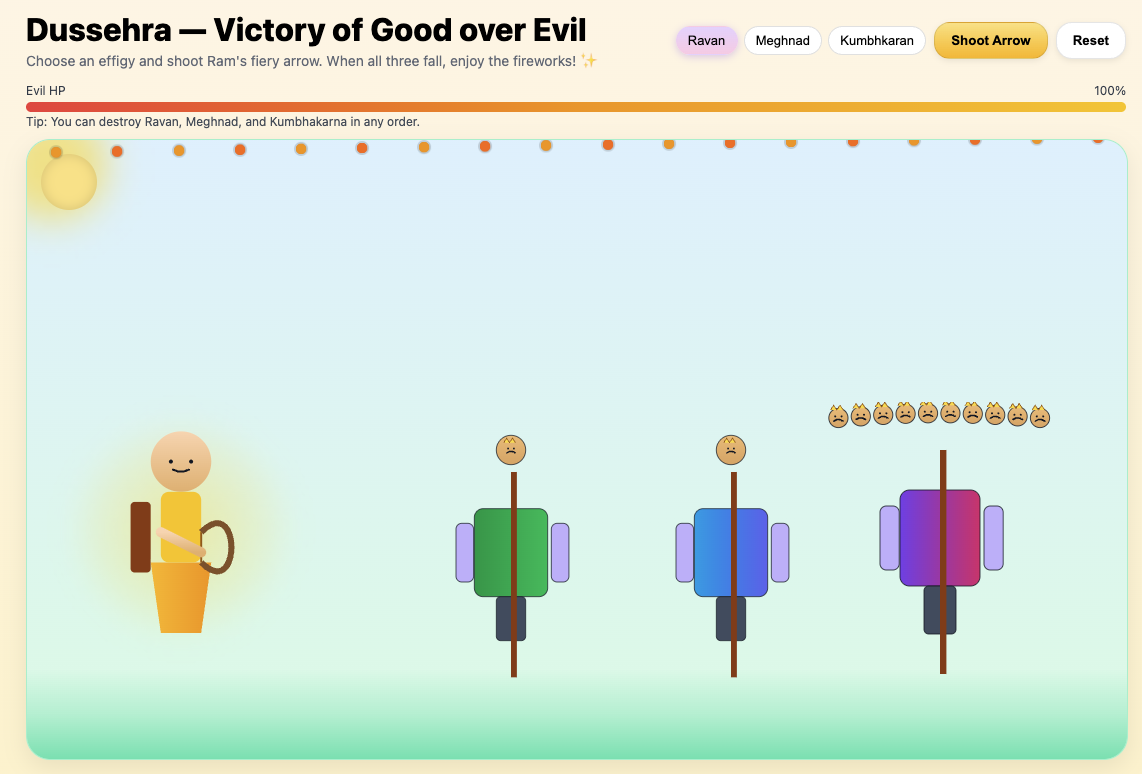 Dussehra — Victory of Good over Evil
Choose an effigy and shoot Ram's fiery arrow. When all three fall, enjoy the fireworks! ✨
Ravan
Meghnad
Kumbhkaran
Shoot Arrow
Reset
Evil HP
100%
Tip: You can destroy Ravan, Meghnad, and Kumbhakarna in any order.